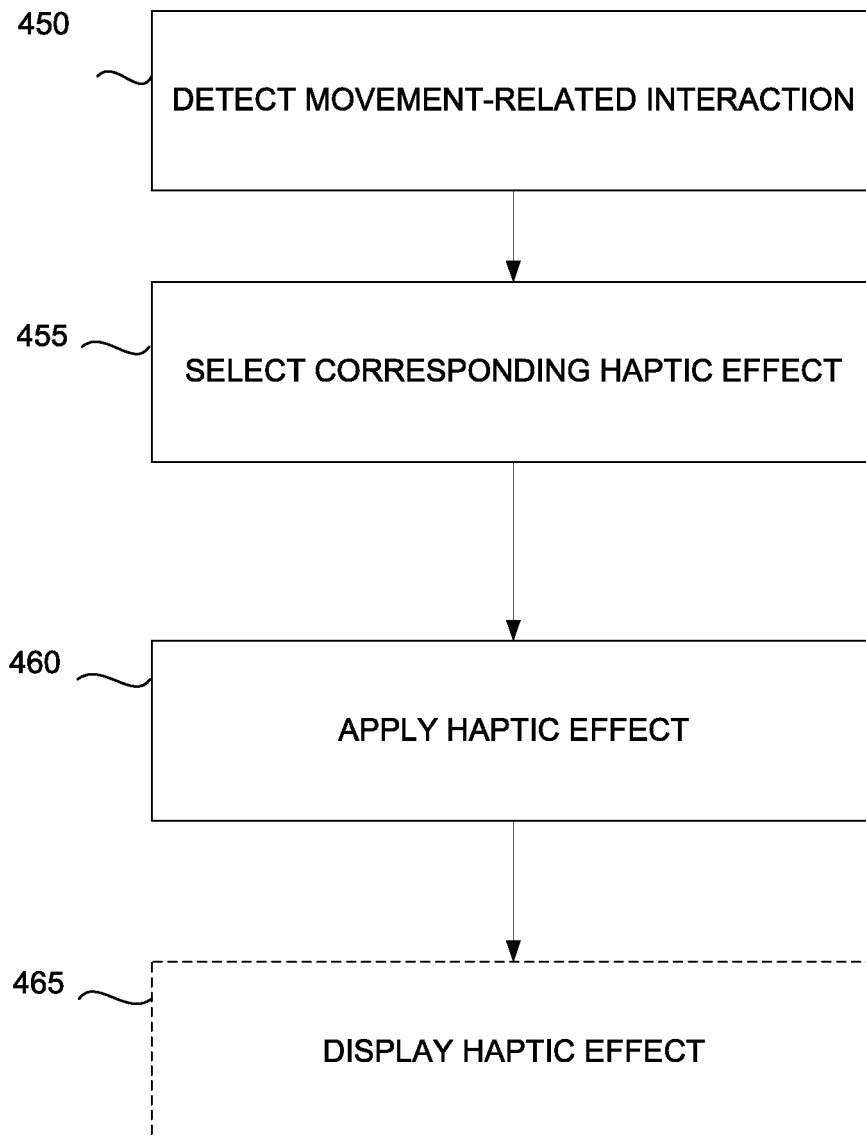 450
DETECT MOVEMENT-RELATED INTERACTION
455
SELECT CORRESPONDING HAPTIC EFFECT
460
APPLY HAPTIC EFFECT
465
DISPLAY HAPTIC EFFECT